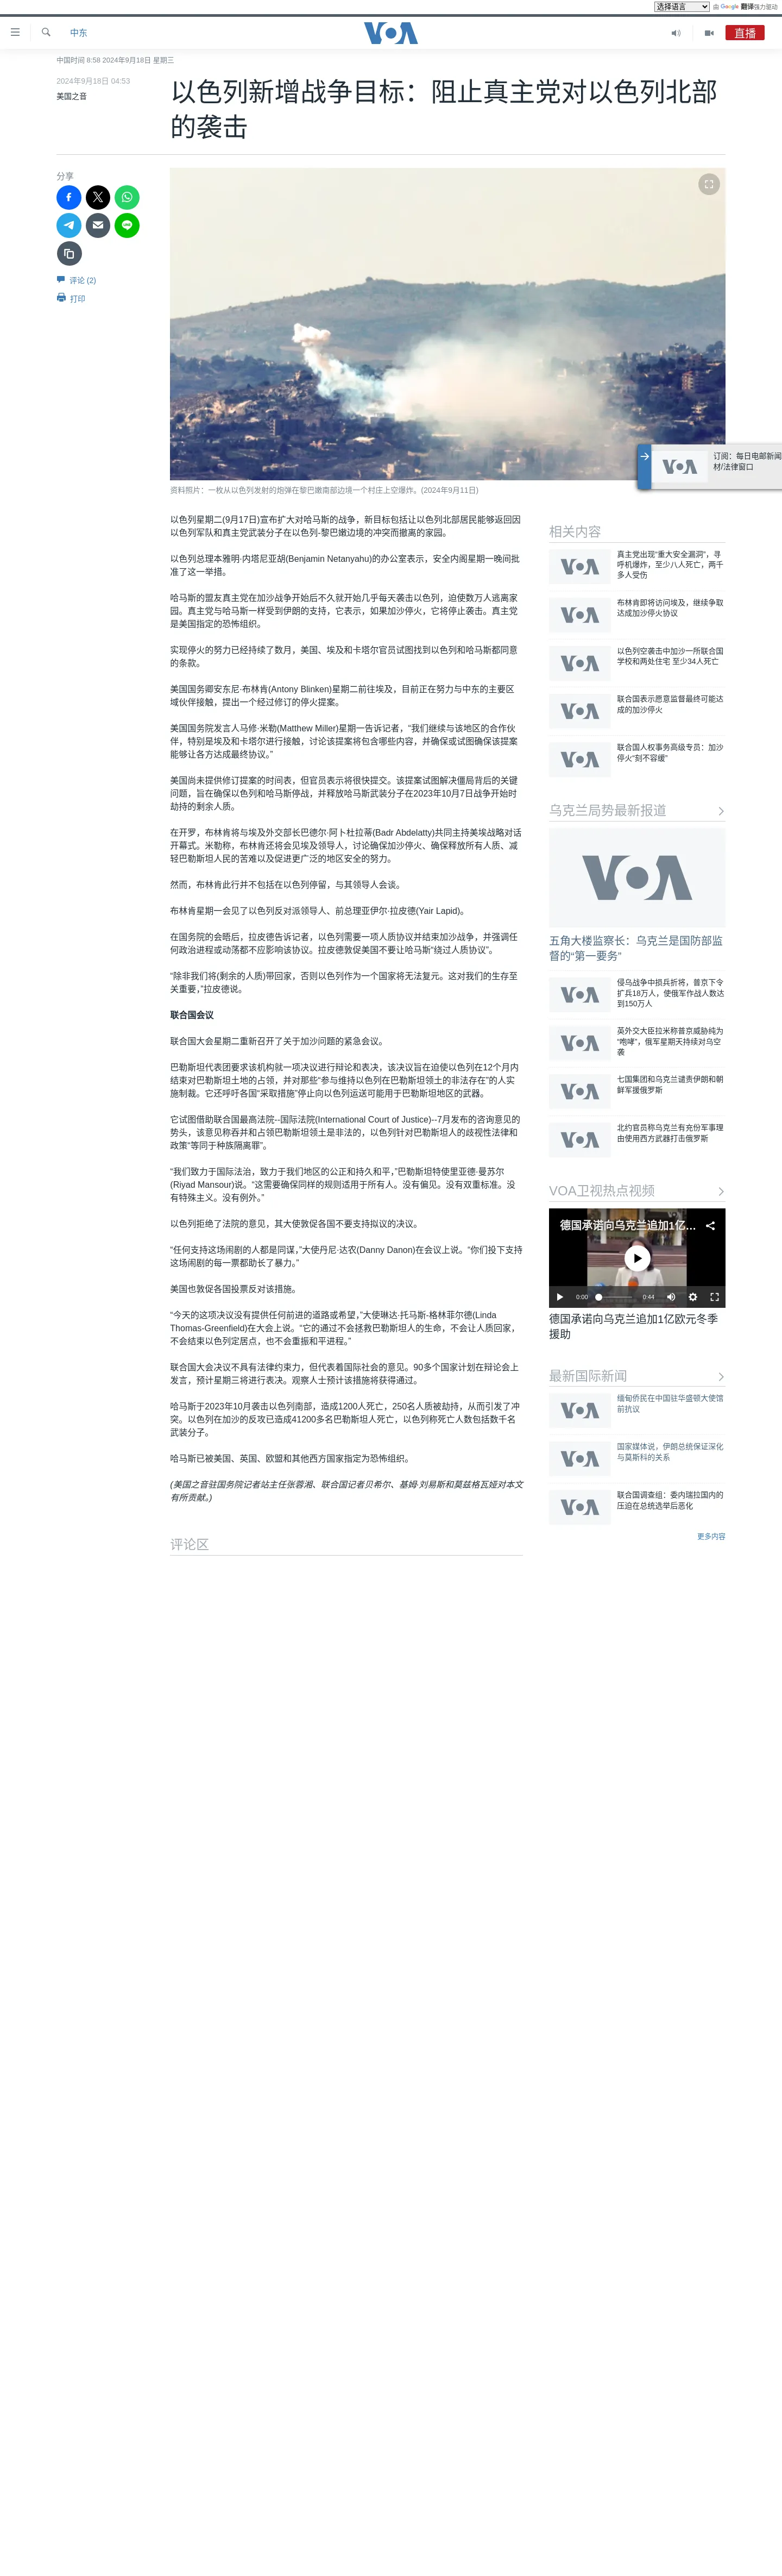 选择语言 由 Google 翻译强力驱动
中东
VOA
直播
中国时间 8:58 2024年9月18日 星期三
2024年9月18日 04:53
美国之音
以色列新增战争目标：阻止真主党对以色列北部
的袭击
分享
评论 (2)
打印
资料照片：一枚从以色列发射的炮弹在黎巴嫩南部边境一个村庄上空爆炸。(2024年9月11日)
VOA
订阅：每日电邮新闻
材/法律窗口
以色列星期二(9月17日)宣布扩大对哈马斯的战争，新目标包括让以色列北部居民能够返回因
以色列军队和真主党武装分子在以色列-黎巴嫩边境的冲突而撤离的家园。
以色列总理本雅明·内塔尼亚胡(Benjamin Netanyahu)的办公室表示，安全内阁星期一晚间批
准了这一举措。
哈马斯的盟友真主党在加沙战争开始后不久就开始几乎每天袭击以色列，迫使数万人逃离家
园。真主党与哈马斯一样受到伊朗的支持，它表示，如果加沙停火，它将停止袭击。真主党
是美国指定的恐怖组织。
实现停火的努力已经持续了数月，美国、埃及和卡塔尔官员试图找到以色列和哈马斯都同意
的条款。
美国国务卿安东尼·布林肯(Antony Blinken)星期二前往埃及，目前正在努力与中东的主要区
域伙伴接触，提出一个经过修订的停火提案。
美国国务院发言人马修·米勒(Matthew Miller)星期一告诉记者，“我们继续与该地区的合作伙
伴，特别是埃及和卡塔尔进行接触，讨论该提案将包含哪些内容，并确保或试图确保该提案
能够让各方达成最终协议。”
美国尚未提供修订提案的时间表，但官员表示将很快提交。该提案试图解决僵局背后的关键
问题，旨在确保以色列和哈马斯停战，并释放哈马斯武装分子在2023年10月7日战争开始时
劫持的剩余人质。
在开罗，布林肯将与埃及外交部长巴德尔·阿卜杜拉蒂(Badr Abdelatty)共同主持美埃战略对话
开幕式。米勒称，布林肯还将会见埃及领导人，讨论确保加沙停火、确保释放所有人质、减
轻巴勒斯坦人民的苦难以及促进更广泛的地区安全的努力。
然而，布林肯此行并不包括在以色列停留，与其领导人会谈。
布林肯星期一会见了以色列反对派领导人、前总理亚伊尔·拉皮德(Yair Lapid)。
在国务院的会晤后，拉皮德告诉记者，以色列需要一项人质协议并结束加沙战争，并强调任
何政治进程或动荡都不应影响该协议。拉皮德敦促美国不要让哈马斯“绕过人质协议”。
“除非我们将(剩余的人质)带回家，否则以色列作为一个国家将无法复元。这对我们的生存至
关重要，”拉皮德说。
联合国会议
联合国大会星期二重新召开了关于加沙问题的紧急会议。
巴勒斯坦代表团要求该机构就一项决议进行辩论和表决，该决议旨在迫使以色列在12个月内
结束对巴勒斯坦土地的占领，并对那些“参与维持以色列在巴勒斯坦领土的非法存在”的人实
施制裁。它还呼吁各国“采取措施”停止向以色列运送可能用于巴勒斯坦地区的武器。
它试图借助联合国最高法院--国际法院(International Court of Justice)--7月发布的咨询意见的
势头，该意见称吞并和占领巴勒斯坦领土是非法的，以色列针对巴勒斯坦人的歧视性法律和
政策“等同于种族隔离罪”。
“我们致力于国际法治，致力于我们地区的公正和持久和平，”巴勒斯坦特使里亚德·曼苏尔
(Riyad Mansour)说。“这需要确保同样的规则适用于所有人。没有偏见。没有双重标准。没
有特殊主义。没有例外。”
以色列拒绝了法院的意见，其大使敦促各国不要支持拟议的决议。
“任何支持这场闹剧的人都是同谋，”大使丹尼·达农(Danny Danon)在会议上说。“你们投下支持
这场闹剧的每一票都助长了暴力。”
美国也敦促各国投票反对该措施。
“今天的这项决议没有提供任何前进的道路或希望，”大使琳达·托马斯-格林菲尔德(Linda
Thomas-Greenfield)在大会上说。“它的通过不会拯救巴勒斯坦人的生命，不会让人质回家，
不会结束以色列定居点，也不会重振和平进程。”
联合国大会决议不具有法律约束力，但代表着国际社会的意见。90多个国家计划在辩论会上
发言，预计星期三将进行表决。观察人士预计该措施将获得通过。
哈马斯于2023年10月袭击以色列南部，造成1200人死亡，250名人质被劫持，从而引发了冲
突。以色列在加沙的反攻已造成41200多名巴勒斯坦人死亡，以色列称死亡人数包括数千名
武装分子。
哈马斯已被美国、英国、欧盟和其他西方国家指定为恐怖组织。
(美国之音驻国务院记者站主任张蓉湘、联合国记者贝希尔、基姆·刘易斯和莫兹格瓦娅对本文
有所贡献。)
评论区
相关内容
VOA
真主党出现“重大安全漏洞”，寻
呼机爆炸，至少八人死亡，两千
多人受伤
VOA
布林肯即将访问埃及，继续争取
达成加沙停火协议
VOA
以色列空袭击中加沙一所联合国
学校和两处住宅 至少34人死亡
VOA
联合国表示愿意监督最终可能达
成的加沙停火
VOA
联合国人权事务高级专员：加沙
停火“刻不容缓”
乌克兰局势最新报道
VOA
五角大楼监察长：乌克兰是国防部监
督的“第一要务”
VOA
侵乌战争中损兵折将，普京下令
扩兵18万人，使俄军作战人数达
到150万人
VOA
英外交大臣拉米称普京威胁纯为
“咆哮”，俄军星期天持续对乌空
袭
VOA
七国集团和乌克兰谴责伊朗和朝
鲜军援俄罗斯
VOA
北约官员称乌克兰有充份军事理
由使用西方武器打击俄罗斯
VOA卫视热点视频
德国承诺向乌克兰追加1亿…
0:00
0:44
德国承诺向乌克兰追加1亿欧元冬季
援助
最新国际新闻
VOA
缅甸侨民在中国驻华盛顿大使馆
前抗议
VOA
国家媒体说，伊朗总统保证深化
与莫斯科的关系
VOA
联合国调查组：委内瑞拉国内的
压迫在总统选举后恶化
更多内容